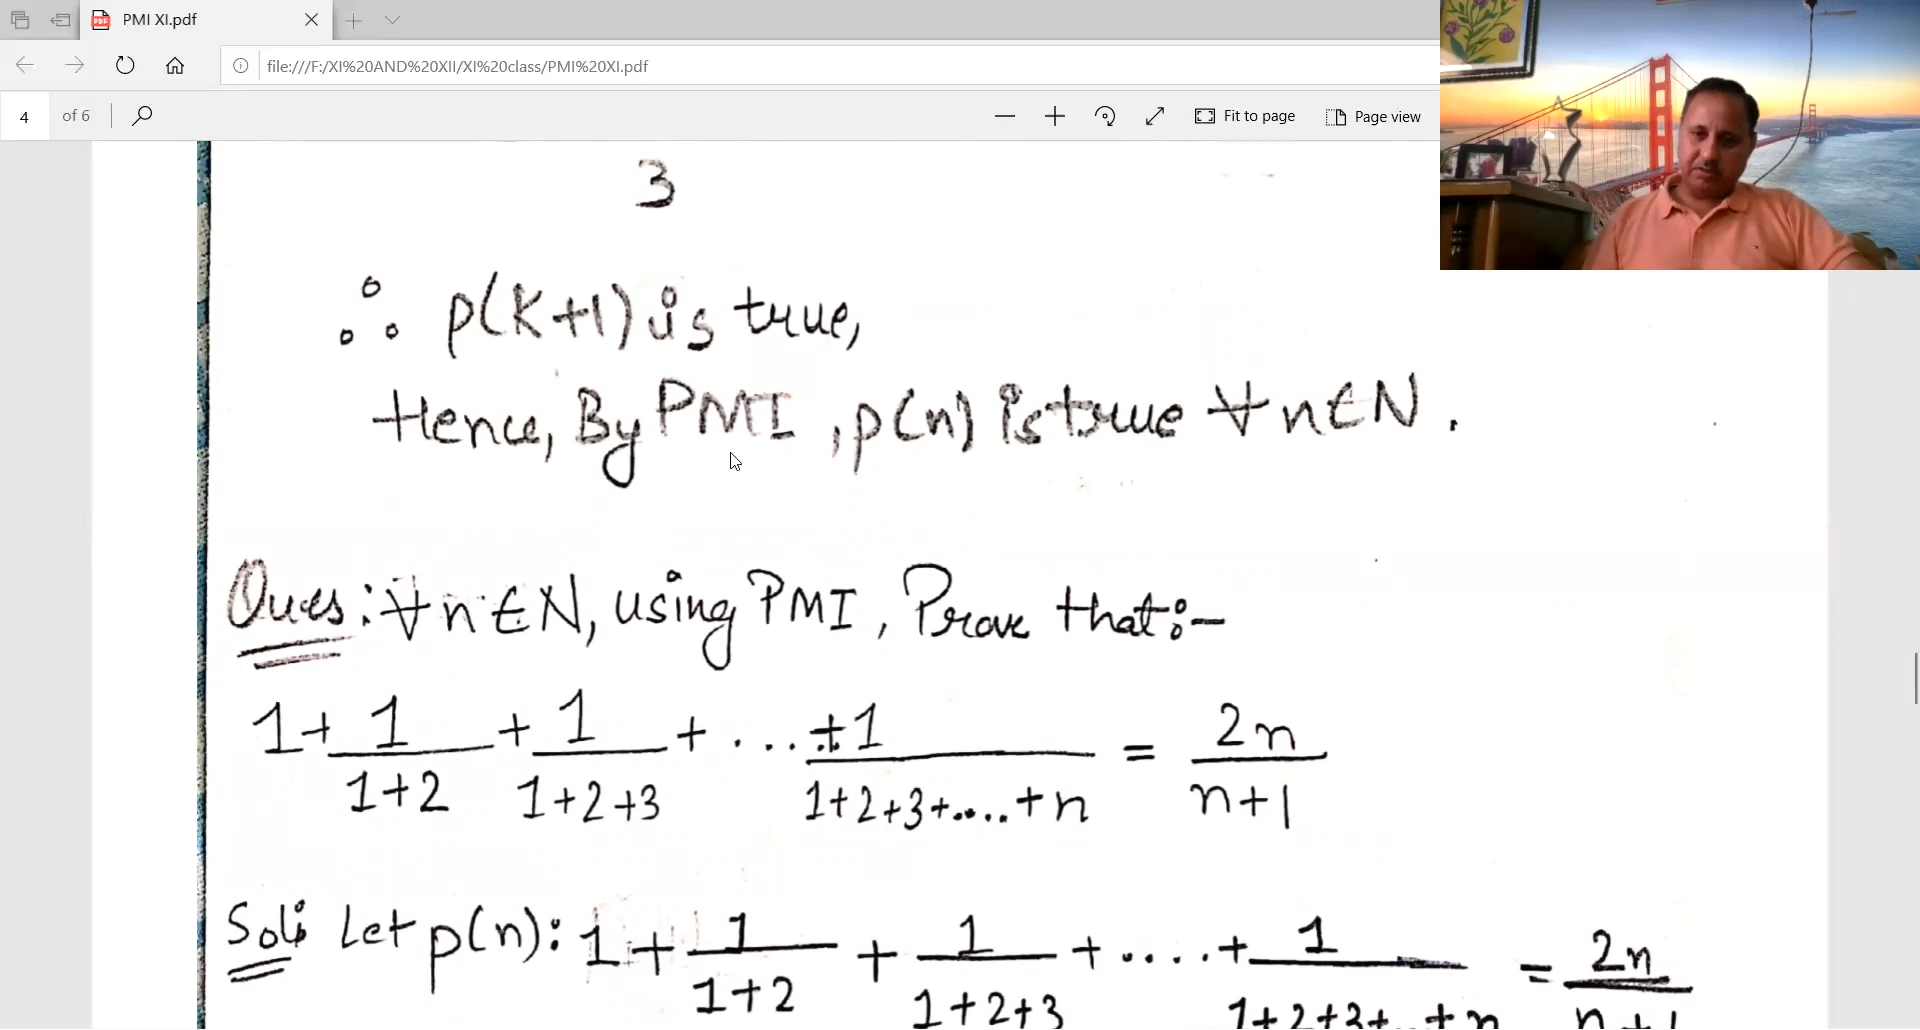 PMI XI.pdf
file:///F:/XI%20AND%20XII/XI%20class/PMI%20XI.pdf
4 of 6 Fit to page Page view
3
∴ p(K+1) is true,
Hence, By PMI, p(n) is true ∀ n∈N.
Ques: ∀ n∈N, using PMI, Prove that:-
1 + 1/(1+2) + 1/(1+2+3) + .... + 1/(1+2+3+.....+n) = 2n/(n+1)
Sol: Let p(n): 1 + 1/(1+2) + 1/(1+2+3) + .... + 1/(1+2+3+...+n) = 2n/(n+1)